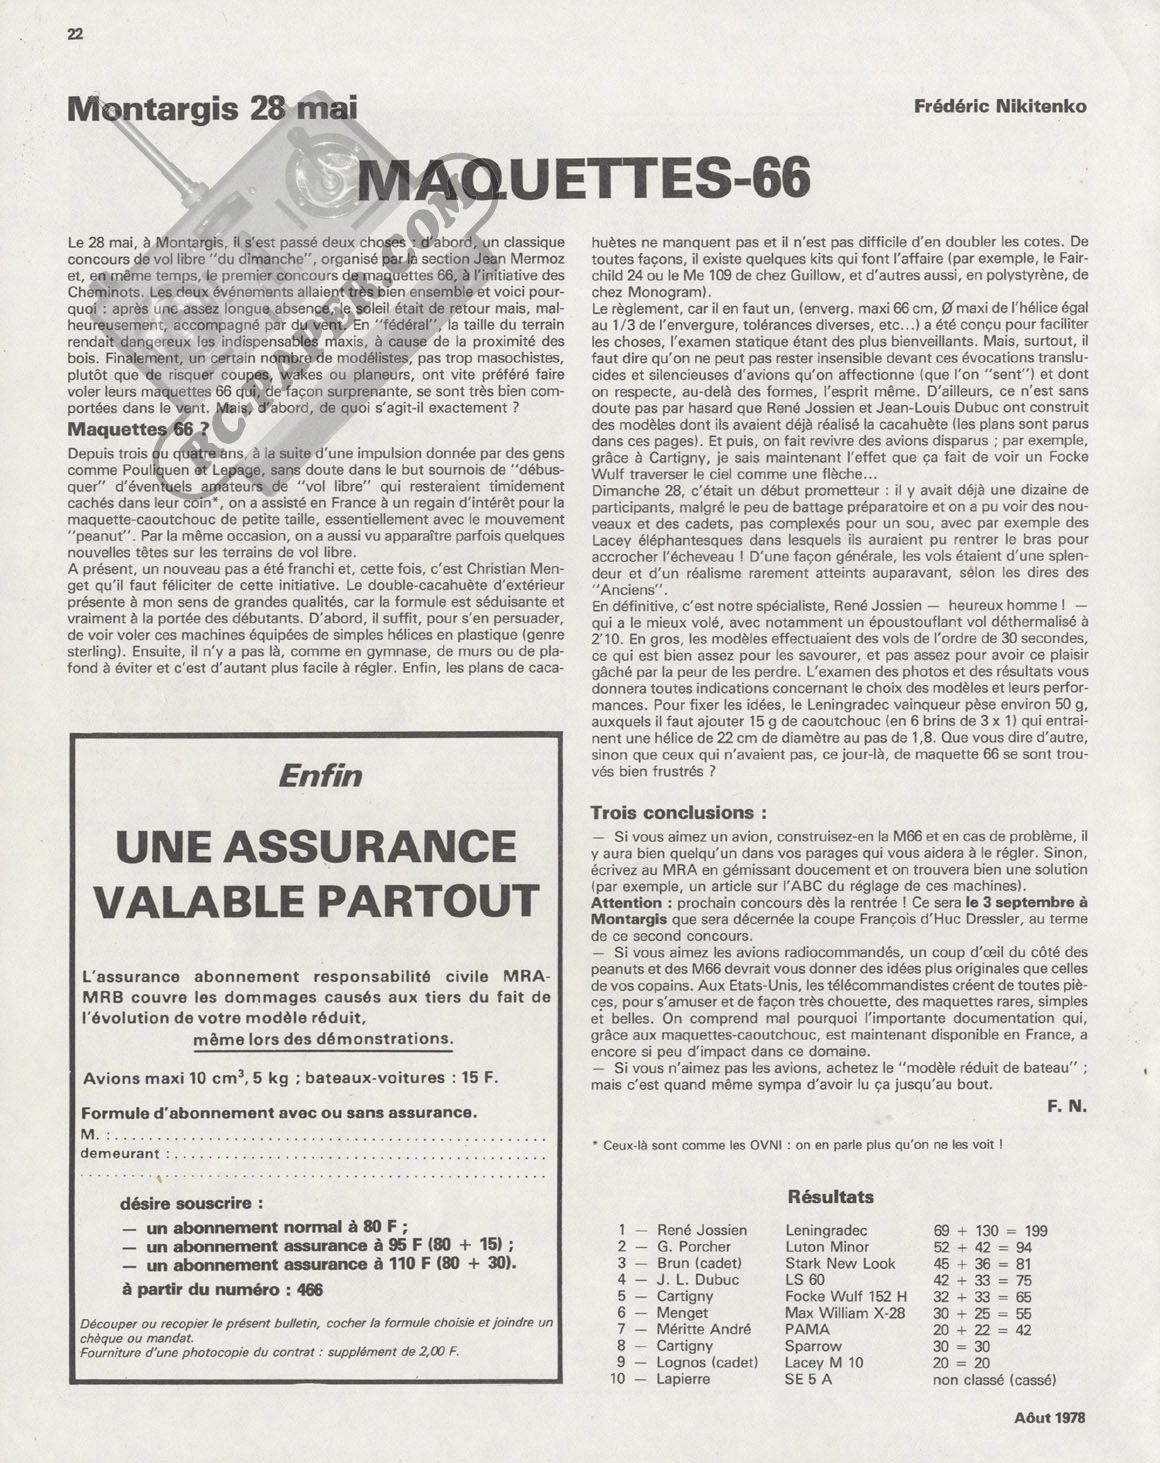 22
Montargis 28 mai
Frédéric Nikitenko
MAQUETTES-66
Le 28 mai, à Montargis, il s'est passé deux choses : d'abord, un classique
concours de vol libre "du dimanche", organisé par la section Jean Mermoz
et, en même temps, le premier concours de maquettes 66, à l'initiative des
Cheminots. Les deux événements allaient très bien ensemble et voici pour-
quoi : après une assez longue absence, le soleil était de retour mais, mal-
heureusement, accompagné par du vent. En "fédéral", la taille du terrain
rendait dangereux les indispensables maxis, à cause de la proximité des
bois. Finalement, un certain nombre de modélistes, pas trop masochistes,
plutôt que de risquer coupes, wakes ou planeurs, ont vite préféré faire
voler leurs maquettes 66 qui, de façon surprenante, se sont très bien com-
portées dans le vent. Mais, d'abord, de quoi s'agit-il exactement ?
Maquettes 66 ?
Depuis trois ou quatre ans, à la suite d'une impulsion donnée par des gens
comme Pouliquen et Lepage, sans doute dans le but sournois de "débus-
quer" d'éventuels amateurs de "vol libre" qui resteraient timidement
cachés dans leur coin*, on a assisté en France à un regain d'intérêt pour la
maquette-caoutchouc de petite taille, essentiellement avec le mouvement
"peanut". Par la même occasion, on a aussi vu apparaître parfois quelques
nouvelles têtes sur les terrains de vol libre.
A présent, un nouveau pas a été franchi et, cette fois, c'est Christian Men-
get qu'il faut féliciter de cette initiative. Le double-cacahuète d'extérieur
présente à mon sens de grandes qualités, car la formule est séduisante et
vraiment à la portée des débutants. D'abord, il suffit, pour s'en persuader,
de voir voler ces machines équipées de simples hélices en plastique (genre
sterling). Ensuite, il n'y a pas là, comme en gymnase, de murs ou de pla-
fond à éviter et c'est d'autant plus facile à régler. Enfin, les plans de caca-
huètes ne manquent pas et il n'est pas difficile d'en doubler les cotes. De
toutes façons, il existe quelques kits qui font l'affaire (par exemple, le Fair-
child 24 ou le Me 109 de chez Guillow, et d'autres aussi, en polystyrène, de
chez Monogram).
Le règlement, car il en faut un, (enverg. maxi 66 cm, Ø maxi de l'hélice égal
au 1/3 de l'envergure, tolérances diverses, etc...) a été conçu pour faciliter
les choses, l'examen statique étant des plus bienveillants. Mais, surtout, il
faut dire qu'on ne peut pas rester insensible devant ces évocations translu-
cides et silencieuses d'avions qu'on affectionne (que l'on "sent") et dont
on respecte, au-delà des formes, l'esprit même. D'ailleurs, ce n'est sans
doute pas par hasard que René Jossien et Jean-Louis Dubuc ont construit
des modèles dont ils avaient déjà réalisé la cacahuète (les plans sont parus
dans ces pages). Et puis, on fait revivre des avions disparus ; par exemple,
grâce à Cartigny, je sais maintenant l'effet que ça fait de voir un Focke
Wulf traverser le ciel comme une flèche...
Dimanche 28, c'était un début prometteur : il y avait déjà une dizaine de
participants, malgré le peu de battage préparatoire et on a pu voir des nou-
veaux et des cadets, pas complexés pour un sou, avec par exemple des
Lacey éléphantesques dans lesquels ils auraient pu rentrer le bras pour
accrocher l'écheveau ! D'une façon générale, les vols étaient d'une splen-
deur et d'un réalisme rarement atteints auparavant, selon les dires des
"Anciens".
En définitive, c'est notre spécialiste, René Jossien — heureux homme ! —
qui a le mieux volé, avec notamment un époustouflant vol déthermalisé à
2'10. En gros, les modèles effectuaient des vols de l'ordre de 30 secondes,
ce qui est bien assez pour les savourer, et pas assez pour avoir ce plaisir
gâché par la peur de les perdre. L'examen des photos et des résultats vous
donnera toutes indications concernant le choix des modèles et leurs perfor-
mances. Pour fixer les idées, le Leningradec vainqueur pèse environ 50 g,
auxquels il faut ajouter 15 g de caoutchouc (en 6 brins de 3 x 1) qui entrai-
nent une hélice de 22 cm de diamètre au pas de 1,8. Que vous dire d'autre,
sinon que ceux qui n'avaient pas, ce jour-là, de maquette 66 se sont trou-
vés bien frustrés ?
Trois conclusions :
— Si vous aimez un avion, construisez-en la M66 et en cas de problème, il
y aura bien quelqu'un dans vos parages qui vous aidera à le régler. Sinon,
écrivez au MRA en gémissant doucement et on trouvera bien une solution
(par exemple, un article sur l'ABC du réglage de ces machines).
Attention : prochain concours dès la rentrée ! Ce sera le 3 septembre à
Montargis que sera décernée la coupe François d'Huc Dressler, au terme
de ce second concours.
— Si vous aimez les avions radiocommandés, un coup d'œil du côté des
peanuts et des M66 devrait vous donner des idées plus originales que celles
de vos copains. Aux Etats-Unis, les télécommandistes créent de toutes piè-
ces, pour s'amuser et de façon très chouette, des maquettes rares, simples
et belles. On comprend mal pourquoi l'importante documentation qui,
grâce aux maquettes-caoutchouc, est maintenant disponible en France, a
encore si peu d'impact dans ce domaine.
— Si vous n'aimez pas les avions, achetez le "modèle réduit de bateau" ;
mais c'est quand même sympa d'avoir lu ça jusqu'au bout.
F. N.
* Ceux-là sont comme les OVNI : on en parle plus qu'on ne les voit !
Résultats
1 — René Jossien Leningradec 69 + 130 = 199
2 — G. Porcher Luton Minor 52 + 42 = 94
3 — Brun (cadet) Stark New Look 45 + 36 = 81
4 — J. L. Dubuc LS 60 42 + 33 = 75
5 — Cartigny Focke Wulf 152 H 32 + 33 = 65
6 — Menget Max William X-28 30 + 25 = 55
7 — Méritte André PAMA 20 + 22 = 42
8 — Cartigny Sparrow 30 = 30
9 — Lognos (cadet) Lacey M 10 20 = 20
10 — Lapierre SE 5 A non classé (cassé)
Enfin
UNE ASSURANCE
VALABLE PARTOUT
L'assurance abonnement responsabilité civile MRA-
MRB couvre les dommages causés aux tiers du fait de
l'évolution de votre modèle réduit,
même lors des démonstrations.
Avions maxi 10 cm³, 5 kg ; bateaux-voitures : 15 F.
Formule d'abonnement avec ou sans assurance.
M. :
demeurant :
désire souscrire :
— un abonnement normal à 80 F ;
— un abonnement assurance à 95 F (80 + 15) ;
— un abonnement assurance à 110 F (80 + 30).
à partir du numéro : 466
Découper ou recopier le présent bulletin, cocher la formule choisie et joindre un
chèque ou mandat.
Fourniture d'une photocopie du contrat : supplément de 2,00 F.
Aôut 1978
RC-PAPER.COM